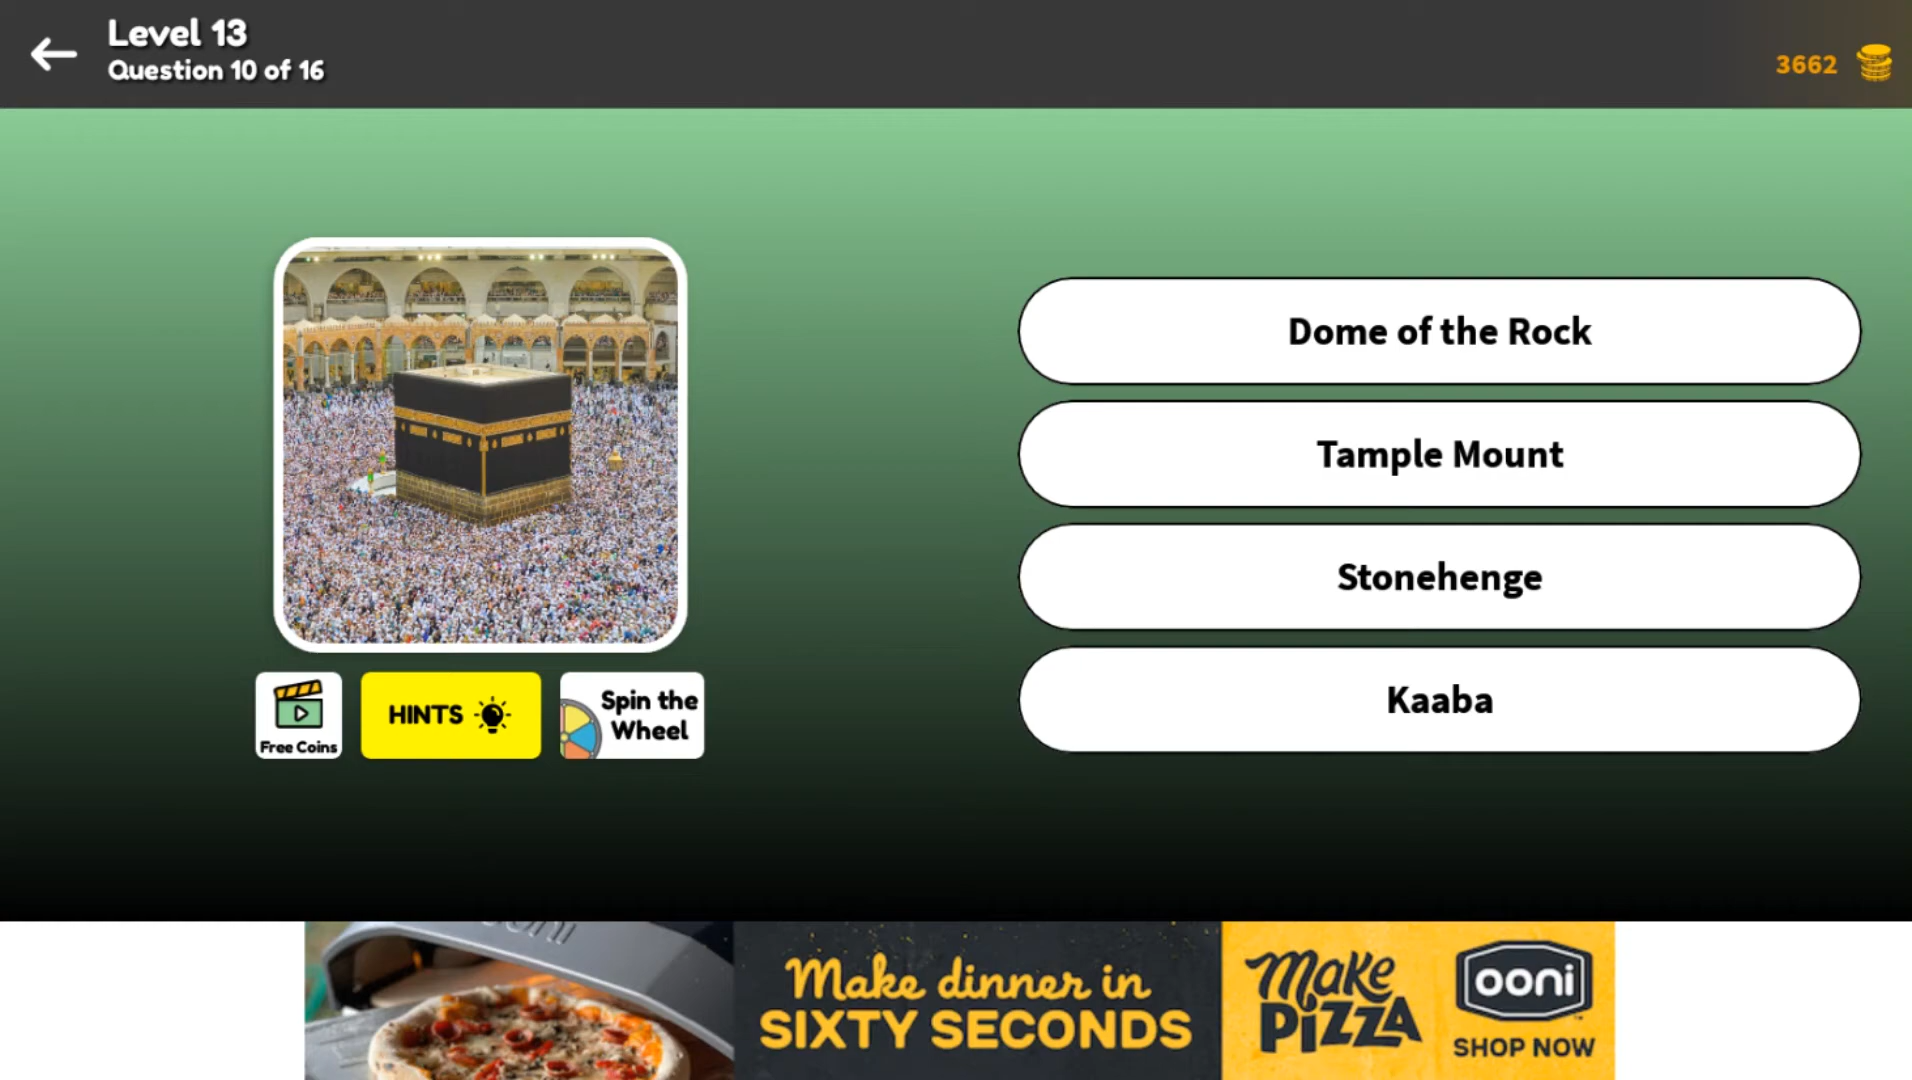 Level 13
Question 10 of 16
3662
Dome of the Rock
Tample Mount
Stonehenge
Kaaba
Free Coins
HINTS
Spin the
Wheel
ooni
Make dinner in
SIXTY SECONDS
Make
PIZZA
ooni
SHOP NOW